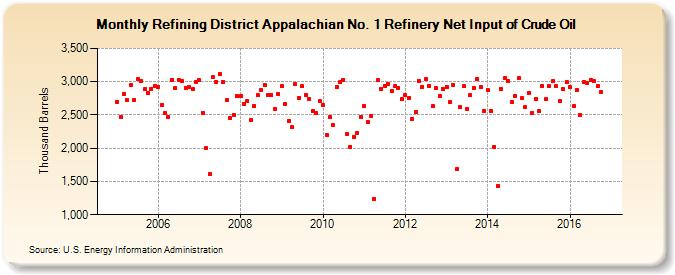 Monthly Refining District Appalachian No. 1 Refinery Net Input of Crude Oil
Thousand Barrels
3,500
3,000
2,500
2,000
1,500
1,000
2006 2008 2010 2012 2014 2016
Source: U.S. Energy Information Administration